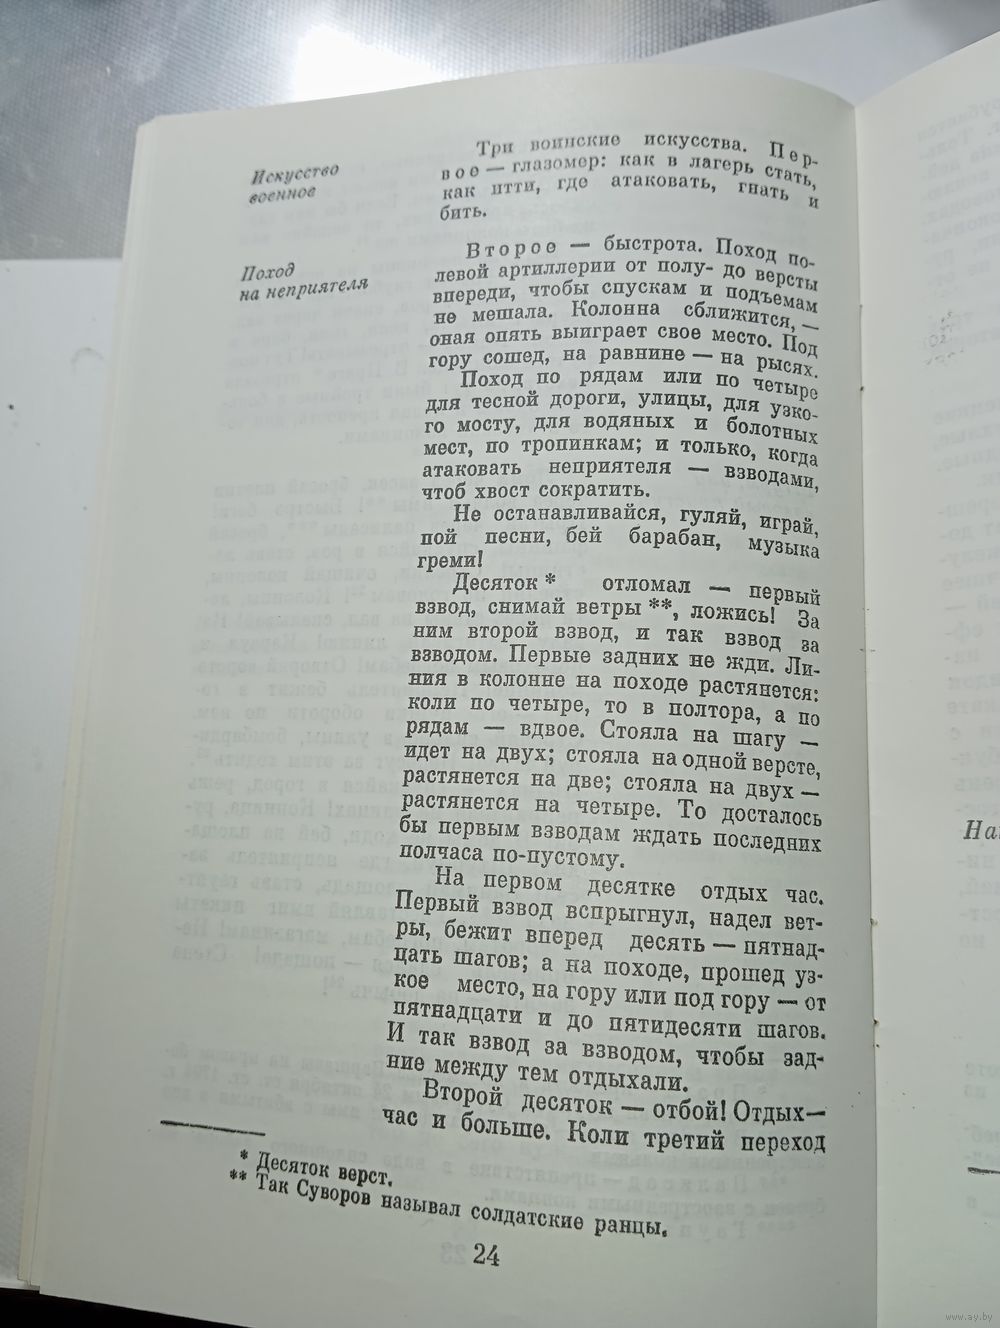 Искусство
военное
Три воинские искусства. Пер-
вое — глазомер: как в лагерь стать,
как итти, где атаковать, гнать и
бить.
Поход
на неприятеля
Второе — быстрота. Поход по-
левой артиллерии от полу- до версты
впереди, чтобы спускам и подъемам
не мешала. Колонна сближится, —
оная опять выиграет свое место. Под
гору сошед, на равнине — на рысях.
Поход по рядам или по четыре
для тесной дороги, улицы, для узко-
го мосту, для водяных и болотных
мест, по тропинкам; и только, когда
атаковать неприятеля — взводами,
чтоб хвост сократить.
Не останавливайся, гуляй, играй,
пой песни, бей барабан, музыка
греми!
Десяток * отломал — первый
взвод, снимай ветры **, ложись! За
ним второй взвод, и так взвод за
взводом. Первые задних не жди. Ли-
ния в колонне на походе растянется:
коли по четыре, то в полтора, а по
рядам — вдвое. Стояла на шагу —
идет на двух; стояла на одной версте,
растянется на две; стояла на двух —
растянется на четыре. То досталось
бы первым взводам ждать последних
полчаса по-пустому.
На первом десятке отдых час.
Первый взвод вспрыгнул, надел вет-
ры, бежит вперед десять — пятнад-
цать шагов; а на походе, прошед уз-
кое место, на гору или под гору — от
пятнадцати и до пятидесяти шагов.
И так взвод за взводом, чтобы зад-
ние между тем отдыхали.
Второй десяток — отбой! Отдых—
час и больше. Коли третий переход
* Десяток верст.
** Так Суворов называл солдатские ранцы.
24
www.ay.by